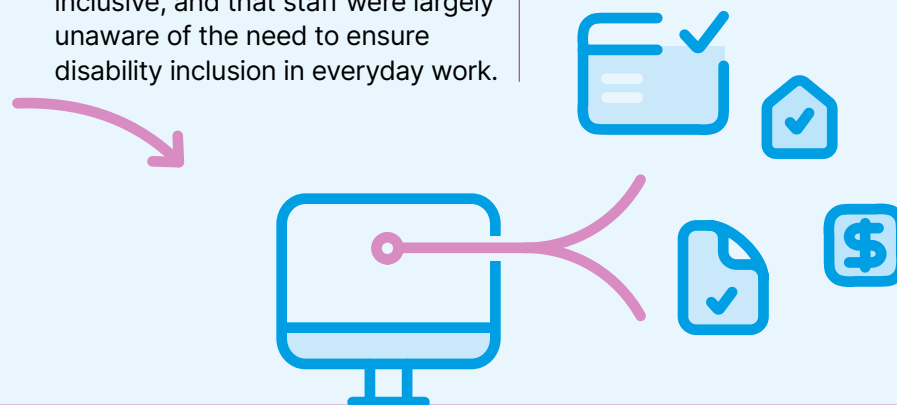 inclusive, and that staff were largely
unaware of the need to ensure
disability inclusion in everyday work.
$